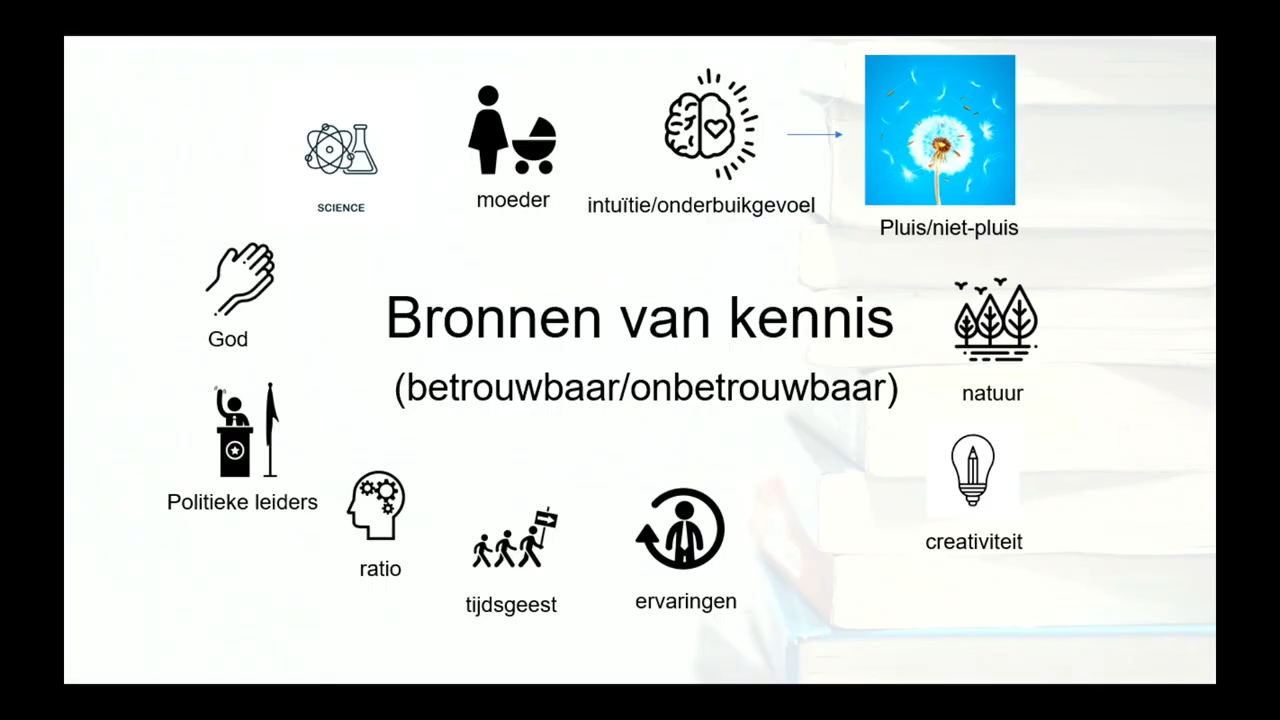 SCIENCE
moeder
intuïtie/onderbuikgevoel
Pluis/niet-pluis
God
Bronnen van kennis
(betrouwbaar/onbetrouwbaar)
natuur
Politieke leiders
creativiteit
ratio
tijdsgeest
ervaringen